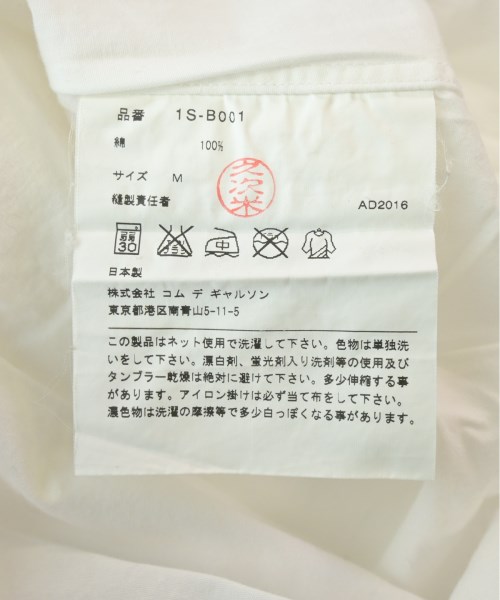 品番 1S-B001
綿 100%
サイズ M
久次米
縫製責任者 AD2016
30
中
日本製
株式会社 コム デ ギャルソン
東京都港区南青山5-11-5
この製品はネット使用で洗濯して下さい。色物は単独洗
いをして下さい。漂白剤、蛍光剤入り洗剤等の使用及び
タンブラー乾燥は絶対に避けて下さい。多少伸縮する事
があります。アイロン掛けは必ず当て布をして下さい。
濃色物は洗濯の摩擦等で多少白っぽくなる事があります。